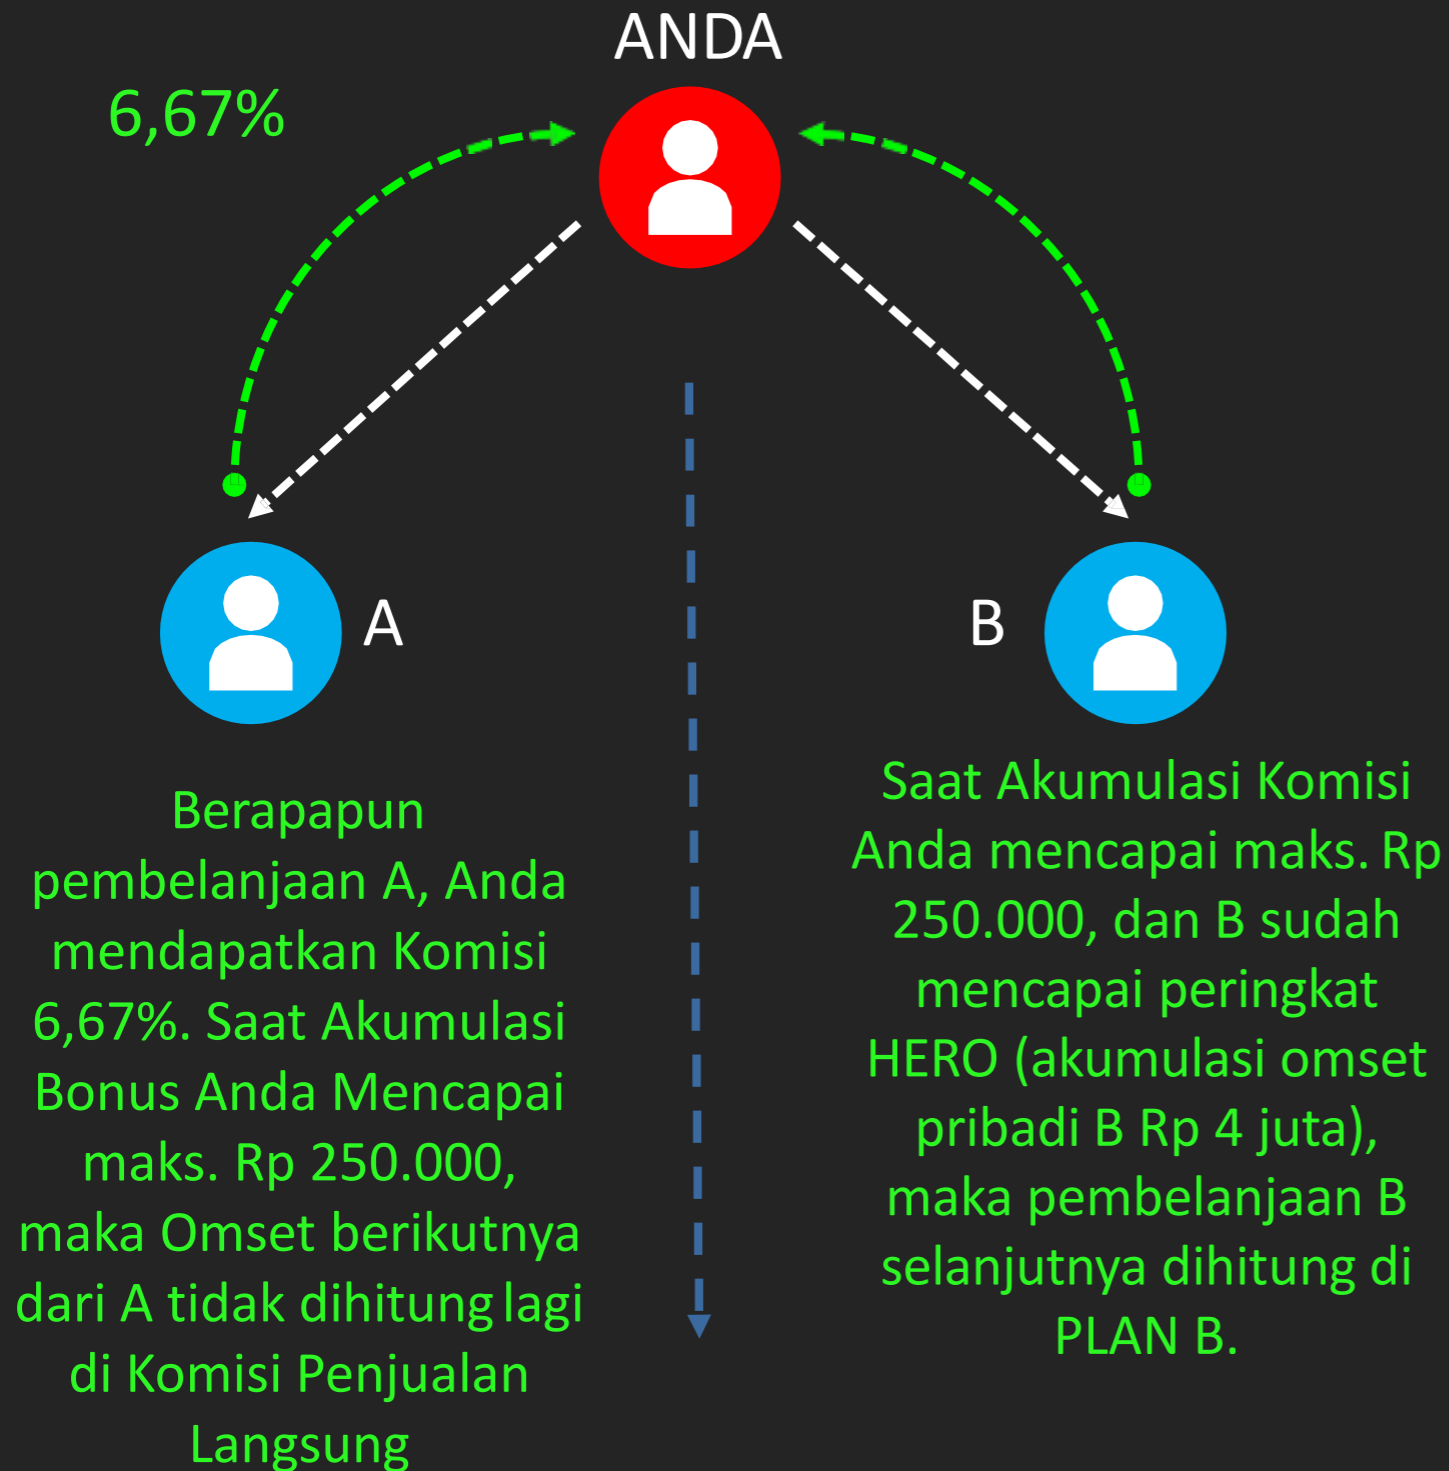 ANDA
6,67%
A
B
Berapapun
pembelanjaan A, Anda
mendapatkan Komisi
6,67%. Saat Akumulasi
Bonus Anda Mencapai
maks. Rp 250.000,
maka Omset berikutnya
dari A tidak dihitung lagi
di Komisi Penjualan
Langsung
Saat Akumulasi Komisi
Anda mencapai maks. Rp
250.000, dan B sudah
mencapai peringkat
HERO (akumulasi omset
pribadi B Rp 4 juta),
maka pembelanjaan B
selanjutnya dihitung di
PLAN B.